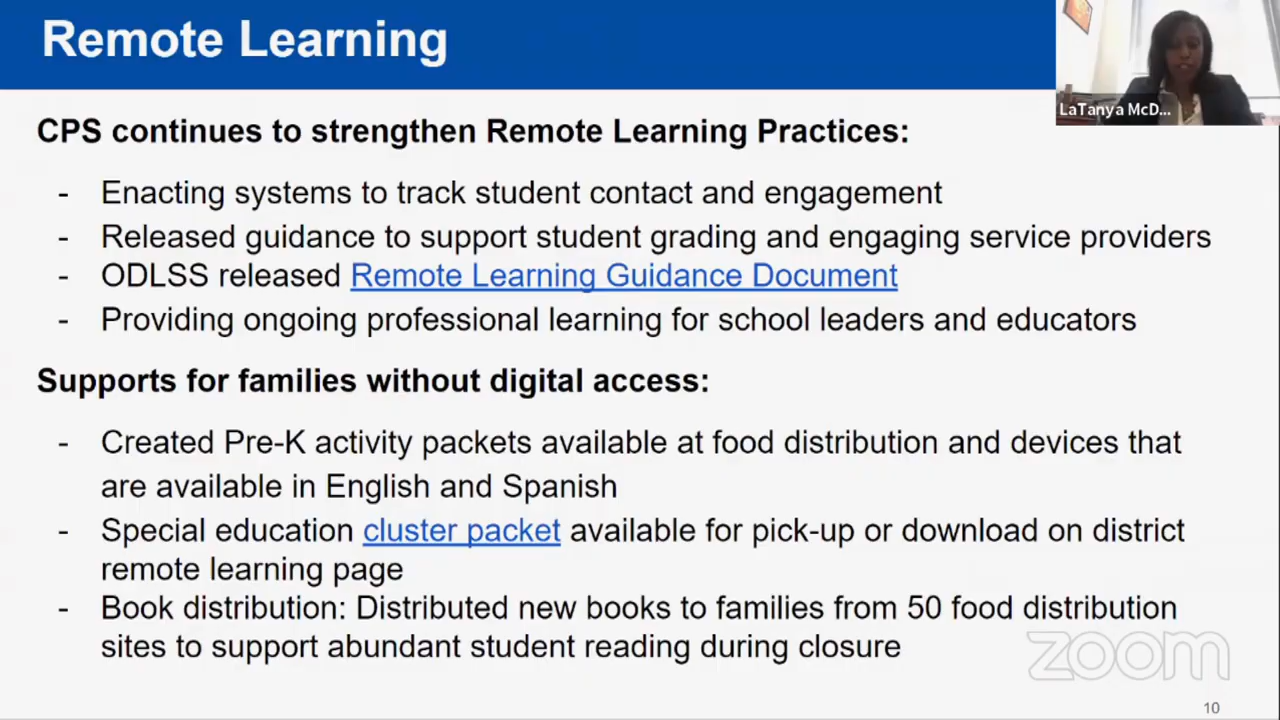 Remote Learning
LaTanya McD...
CPS continues to strengthen Remote Learning Practices:
- Enacting systems to track student contact and engagement
- Released guidance to support student grading and engaging service providers
- ODLSS released Remote Learning Guidance Document
- Providing ongoing professional learning for school leaders and educators
Supports for families without digital access:
- Created Pre-K activity packets available at food distribution and devices that
are available in English and Spanish
- Special education cluster packet available for pick-up or download on district
remote learning page
- Book distribution: Distributed new books to families from 50 food distribution
sites to support abundant student reading during closure
zoom
10